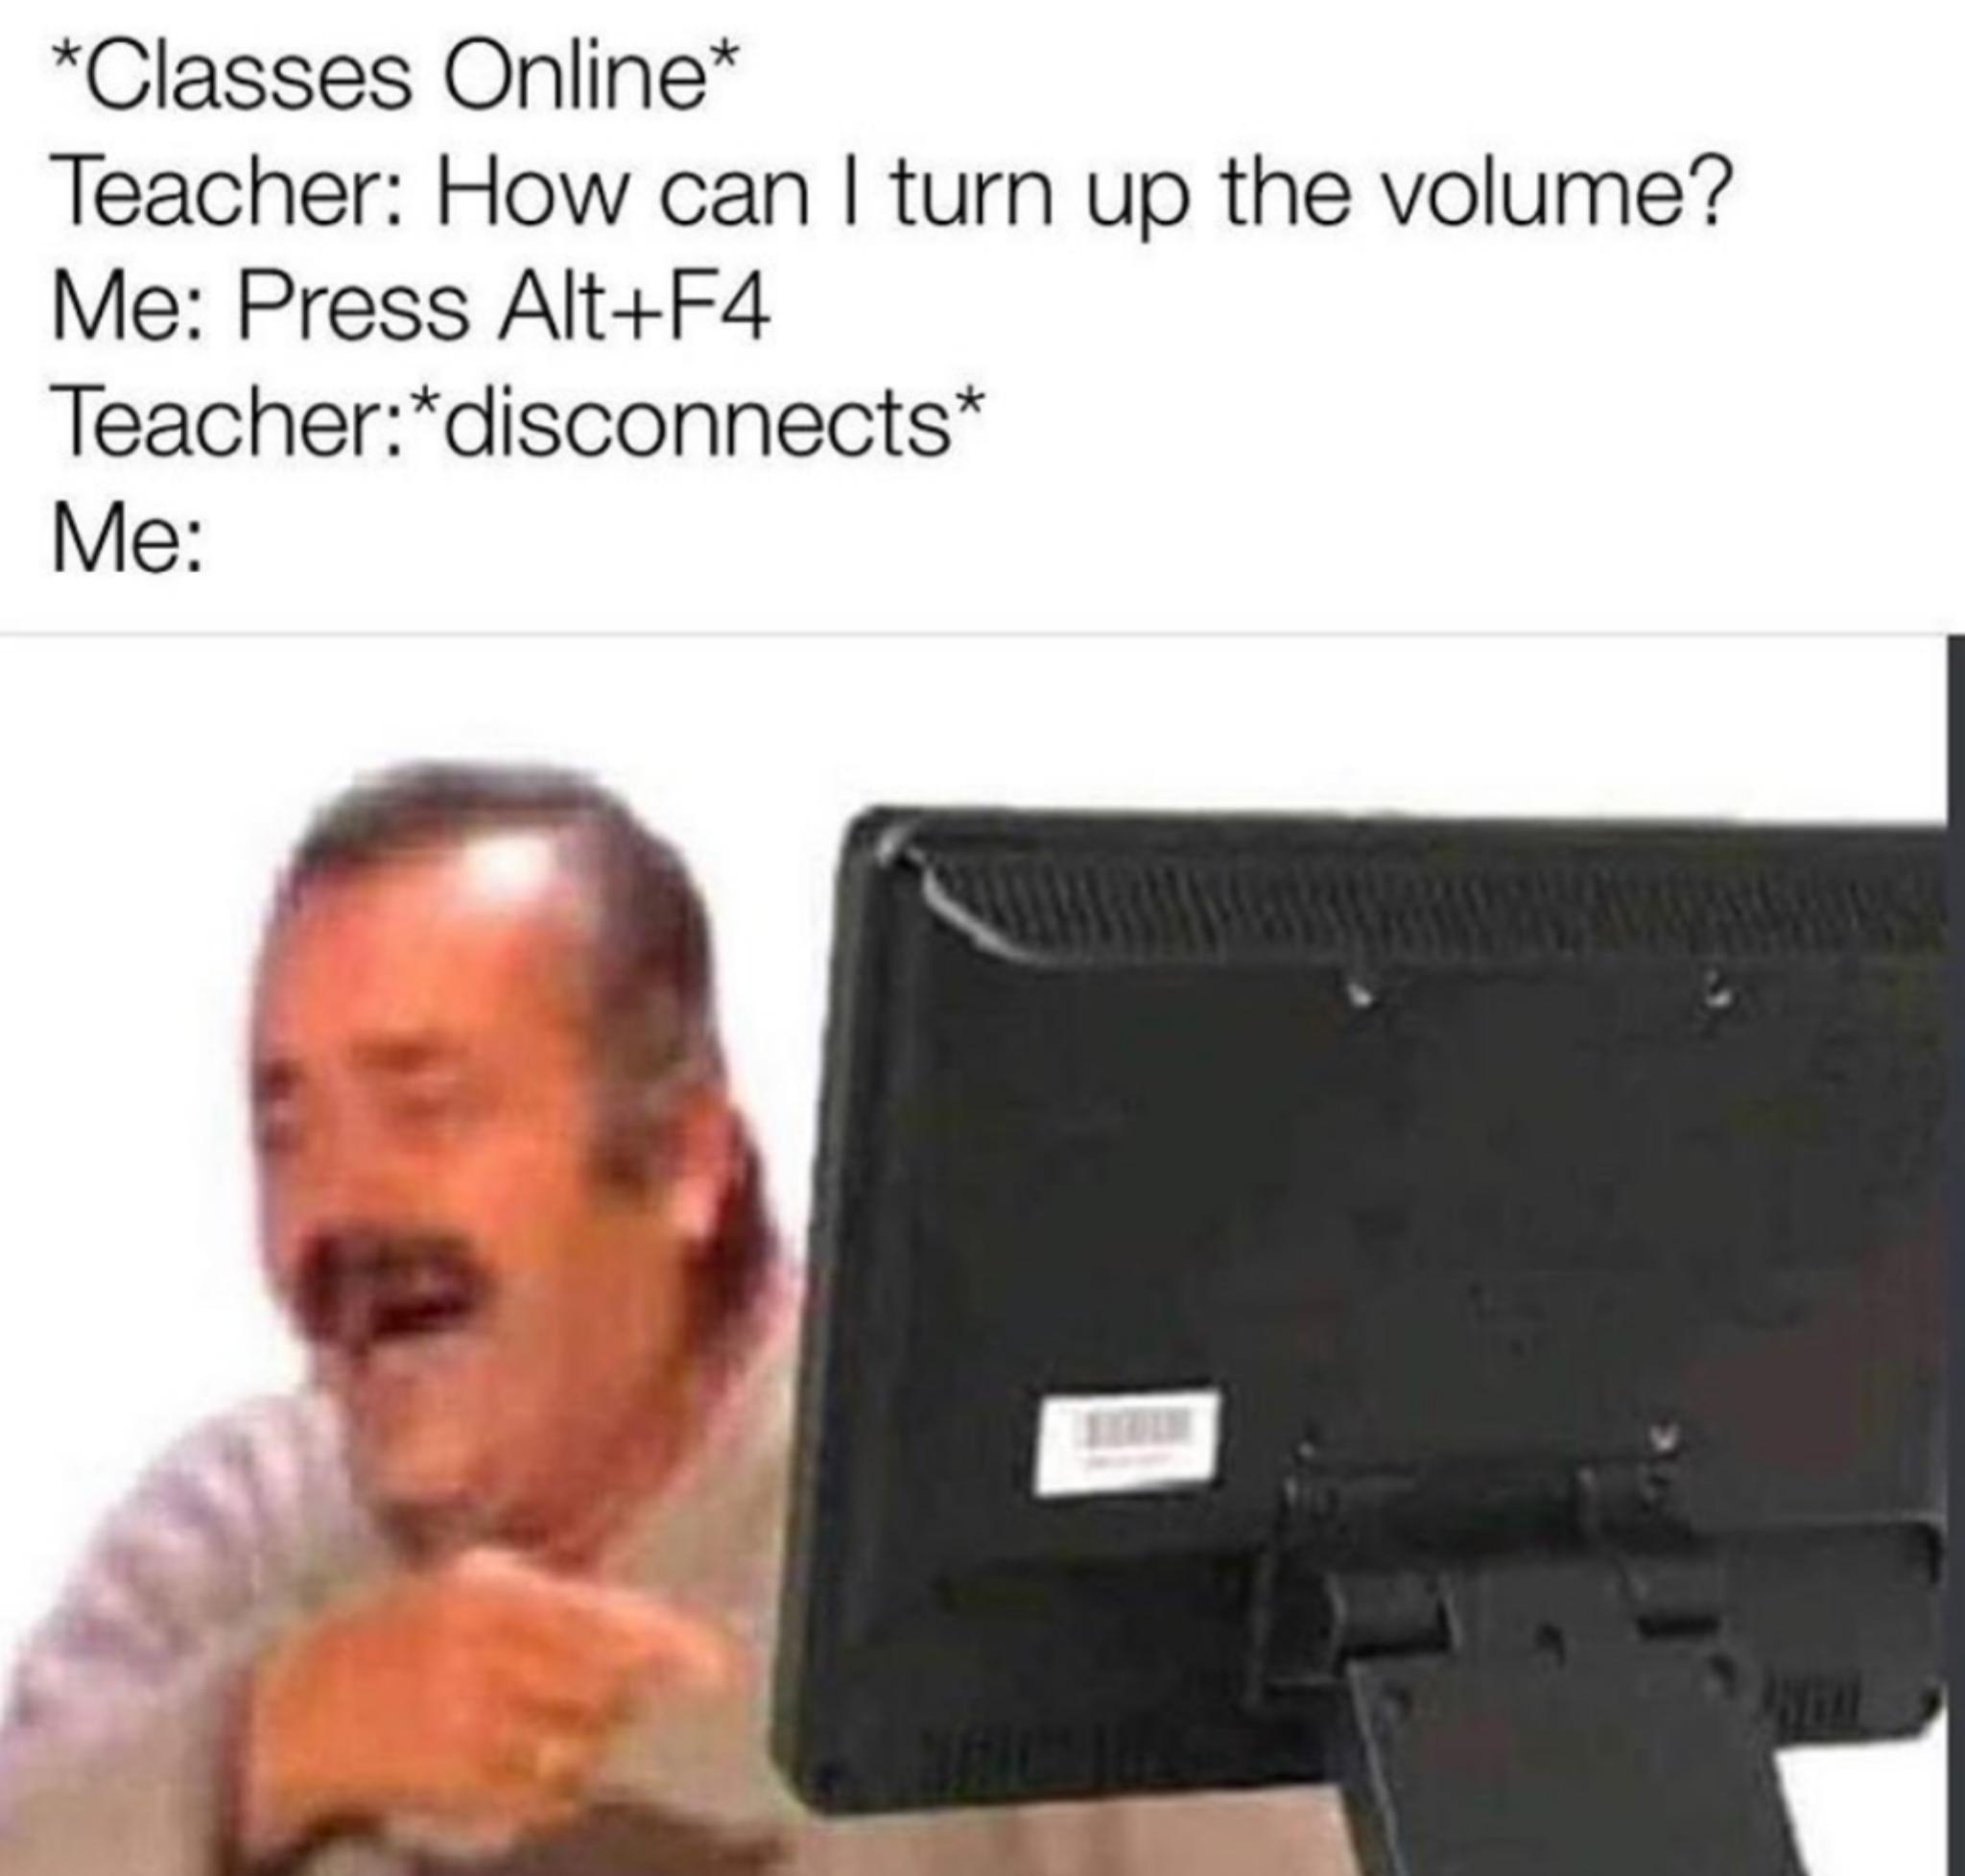 *Classes Online*
Teacher: How can I turn up the volume?
Me: Press Alt+F4
Teacher:*disconnects*
Me: